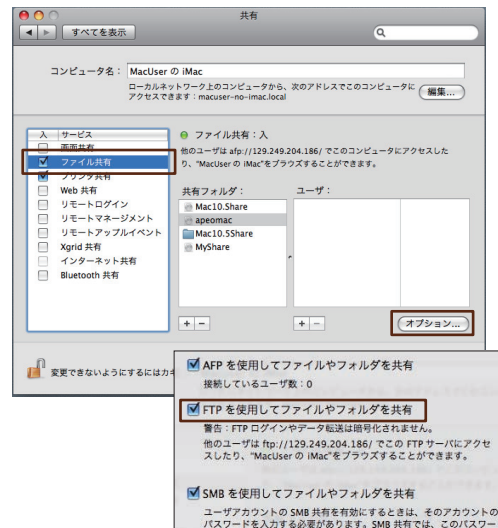 共有
すべてを表示
コンピュータ名： MacUser の iMac
ローカルネットワーク上のコンピュータから、次のアドレスでこのコンピュータに
アクセスできます：macuser-no-imac.local
編集...
入 サービス
画面共有
ファイル共有
プリンタ共有
Web 共有
リモートログイン
リモートマネージメント
リモートアップルイベント
Xgrid 共有
インターネット共有
Bluetooth 共有
ファイル共有：入
他のユーザは afp://129.249.204.186/ でこのコンピュータにアクセスした
り、"MacUser の iMac"をブラウズすることができます。
共有フォルダ： ユーザ：
Mac10.Share
apeomac
Mac10.5Share
MyShare
+ − + − オプション...
変更できないようにするにはカギ
AFP を使用してファイルやフォルダを共有
接続しているユーザ数：0
FTP を使用してファイルやフォルダを共有
警告：FTP ログインやデータ転送は暗号化されません。
他のユーザは ftp://129.249.204.186/ でこの FTP サーバにアクセ
スしたり、"MacUser の iMac"をブラウズすることができます。
SMB を使用してファイルやフォルダを共有
ユーザアカウントの SMB 共有を有効にするときは、そのアカウントの
パスワードを入力する必要があります。SMB 共有では、このパスワー